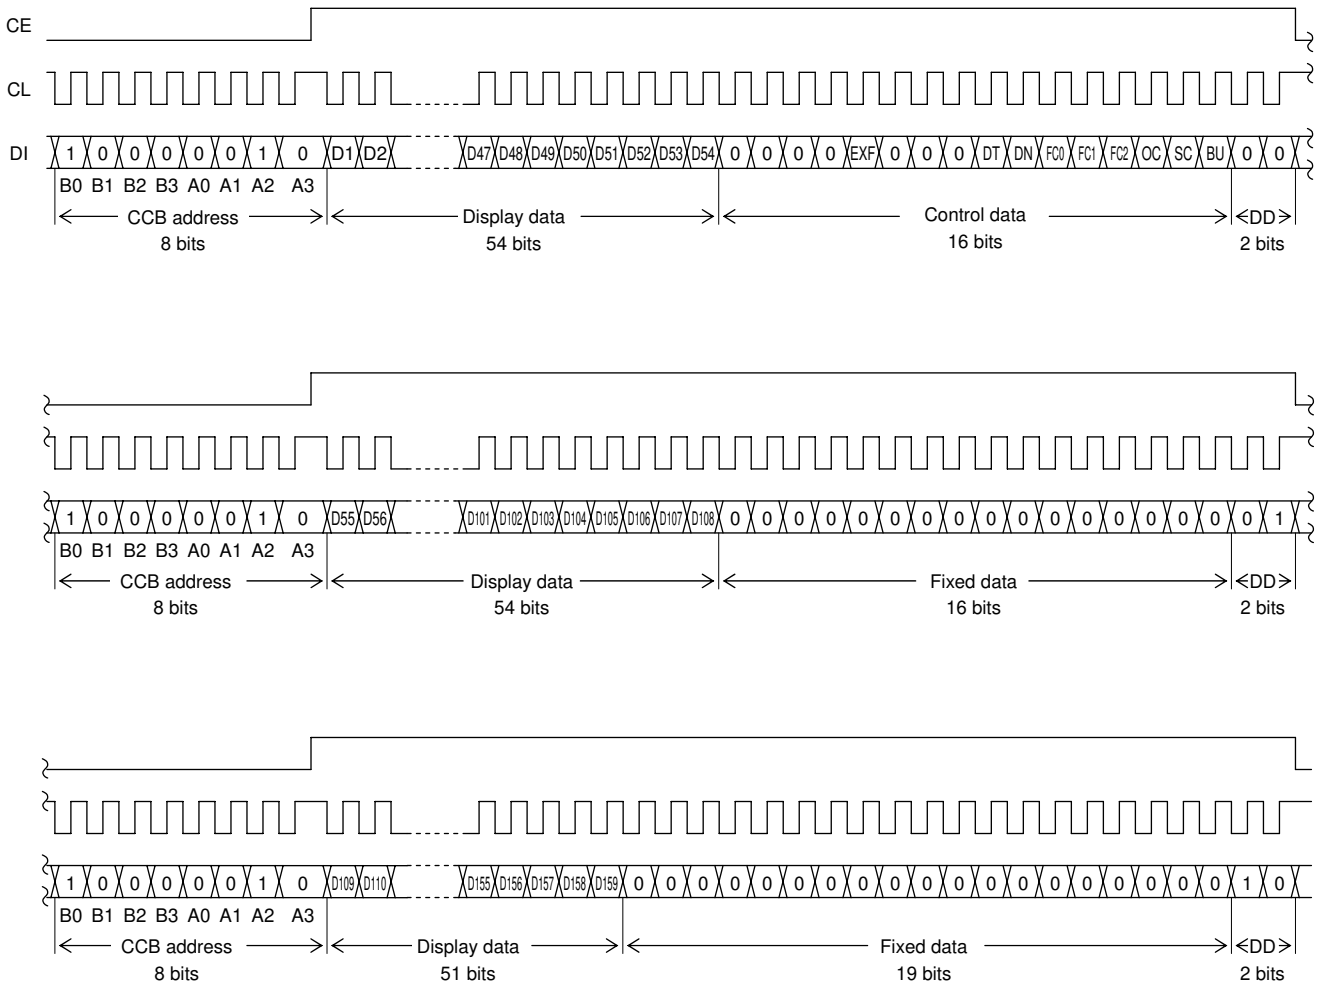 CE
CL
DI 1 0 0 0 0 0 1 0 D1 D2 D47 D48 D49 D50 D51 D52 D53 D54 0 0 0 0 EXF 0 0 0 DT DN FC0 FC1 FC2 OC SC BU 0 0
B0 B1 B2 B3 A0 A1 A2 A3
CCB address Display data Control data DD
8 bits 54 bits 16 bits 2 bits
1 0 0 0 0 0 1 0 D55 D56 D101 D102 D103 D104 D105 D106 D107 D108 0 0 0 0 0 0 0 0 0 0 0 0 0 0 0 0 0 1
B0 B1 B2 B3 A0 A1 A2 A3
CCB address Display data Fixed data DD
8 bits 54 bits 16 bits 2 bits
1 0 0 0 0 0 1 0 D109 D110 D155 D156 D157 D158 D159 0 0 0 0 0 0 0 0 0 0 0 0 0 0 0 0 0 0 0 1 0
B0 B1 B2 B3 A0 A1 A2 A3
CCB address Display data Fixed data DD
8 bits 51 bits 19 bits 2 bits